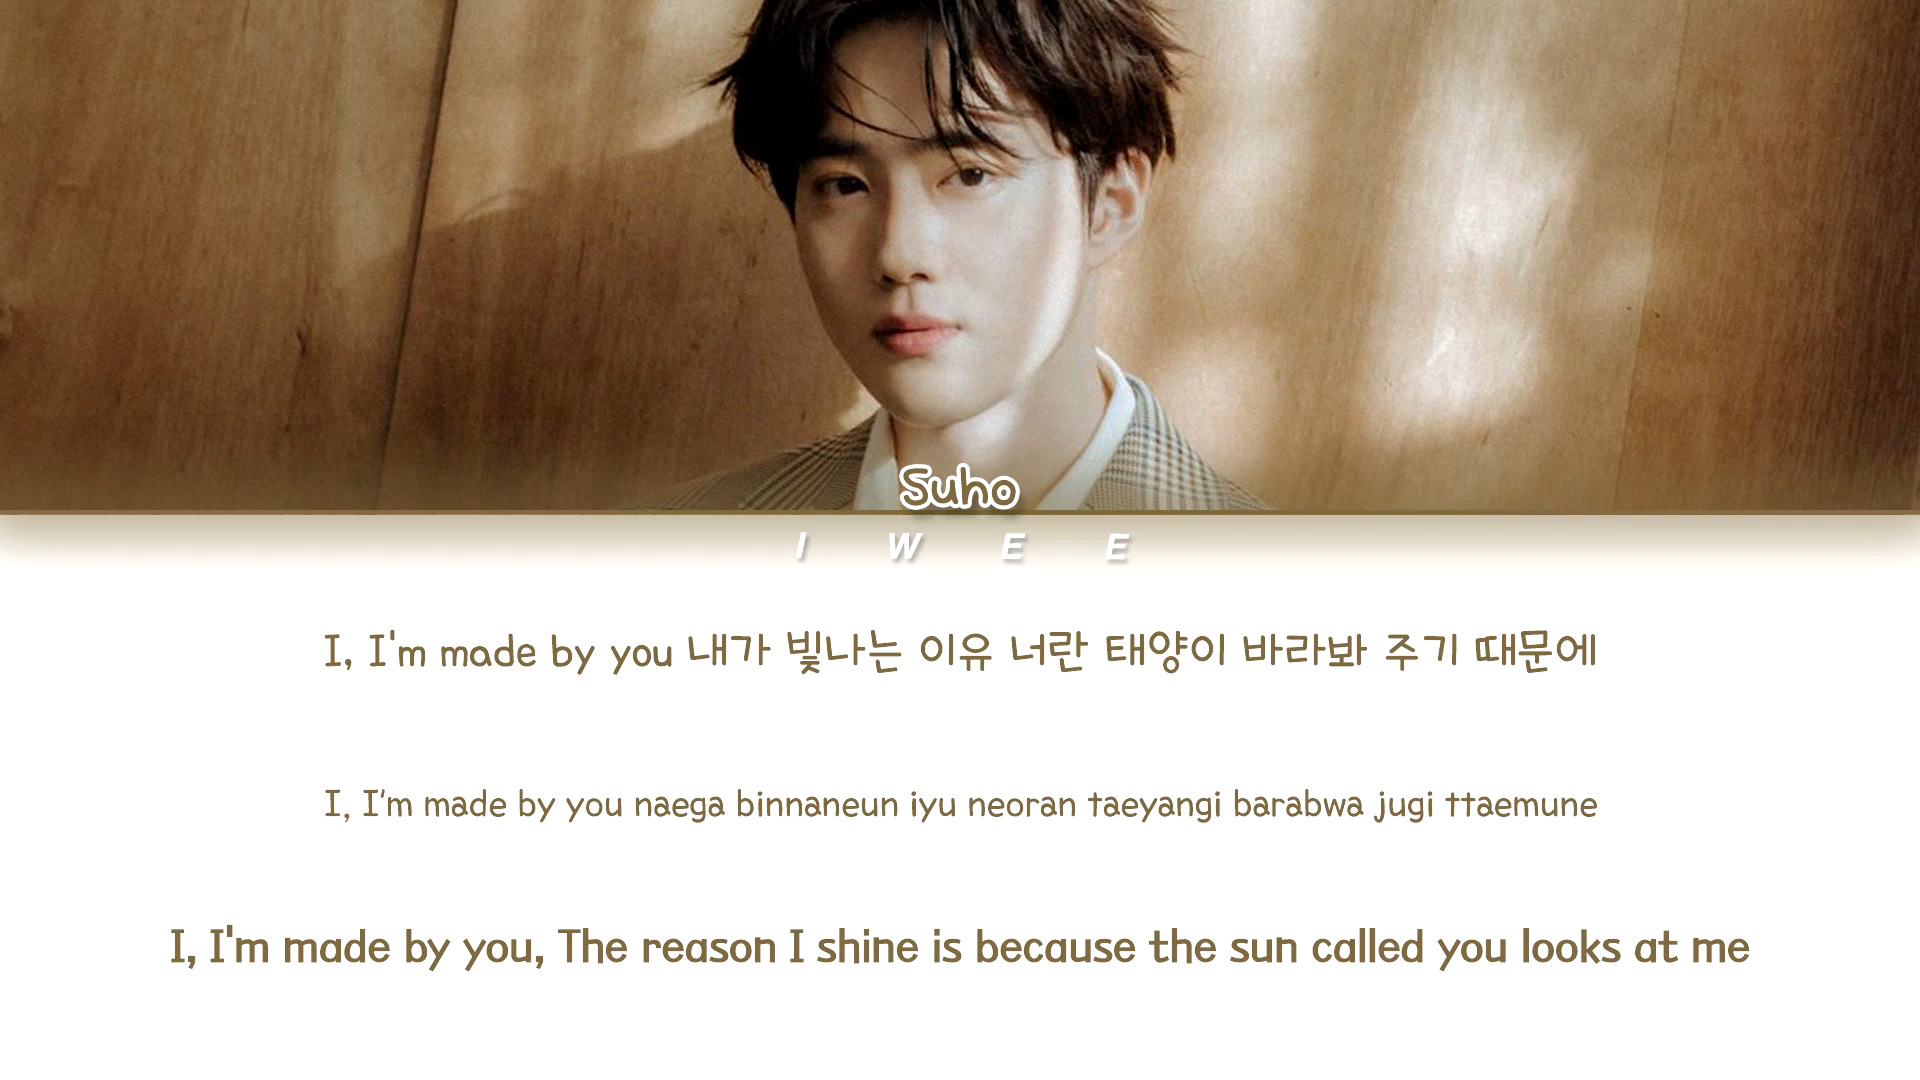 Suho
I W E E
I, I'm made by you 내가 빛나는 이유 너란 태양이 바라봐 주기 때문에
I, I'm made by you naega binnaneun iyu neoran taeyangi barabwa jugi ttaemune
I, I'm made by you, The reason I shine is because the sun called you looks at me